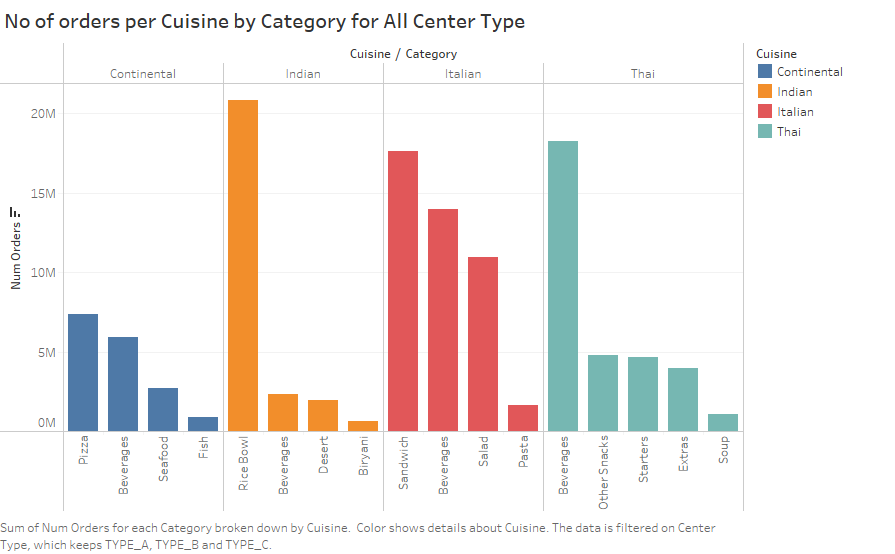 No of orders per Cuisine by Category for All Center Type
Cuisine / Category
Continental
Indian
Italian
Thai
Cuisine
Continental
Indian
Italian
Thai
Num Orders
20M
15M
10M
5M
0M
Pizza
Beverages
Seafood
Fish
Rice Bowl
Beverages
Desert
Biryani
Sandwich
Beverages
Salad
Pasta
Beverages
Other Snacks
Starters
Extras
Soup
Sum of Num Orders for each Category broken down by Cuisine. Color shows details about Cuisine. The data is filtered on Center
Type, which keeps TYPE_A, TYPE_B and TYPE_C.